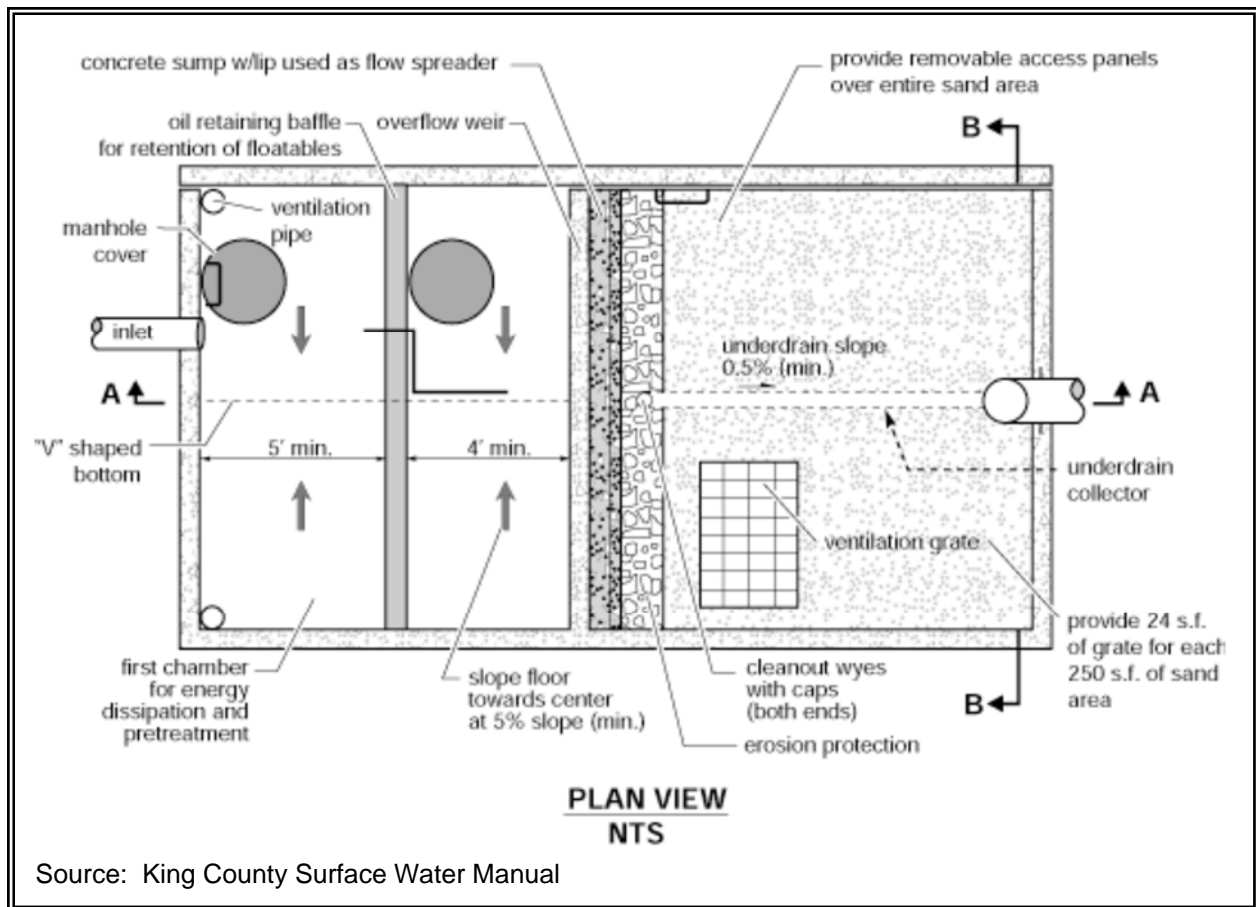 concrete sump w/lip used as flow spreader
provide removable access panels
over entire sand area
oil retaining baffle
for retention of floatables
overflow weir
B
ventilation
pipe
manhole
cover
inlet
underdrain slope
0.5% (min.)
A
A
"V" shaped
bottom
5' min.
4' min.
underdrain
collector
ventilation grate
provide 24 s.f.
of grate for each
250 s.f. of sand
area
first chamber
for energy
dissipation and
pretreatment
slope floor
towards center
at 5% slope (min.)
cleanout wyes
with caps
(both ends)
B
erosion protection
PLAN VIEW
NTS
Source: King County Surface Water Manual